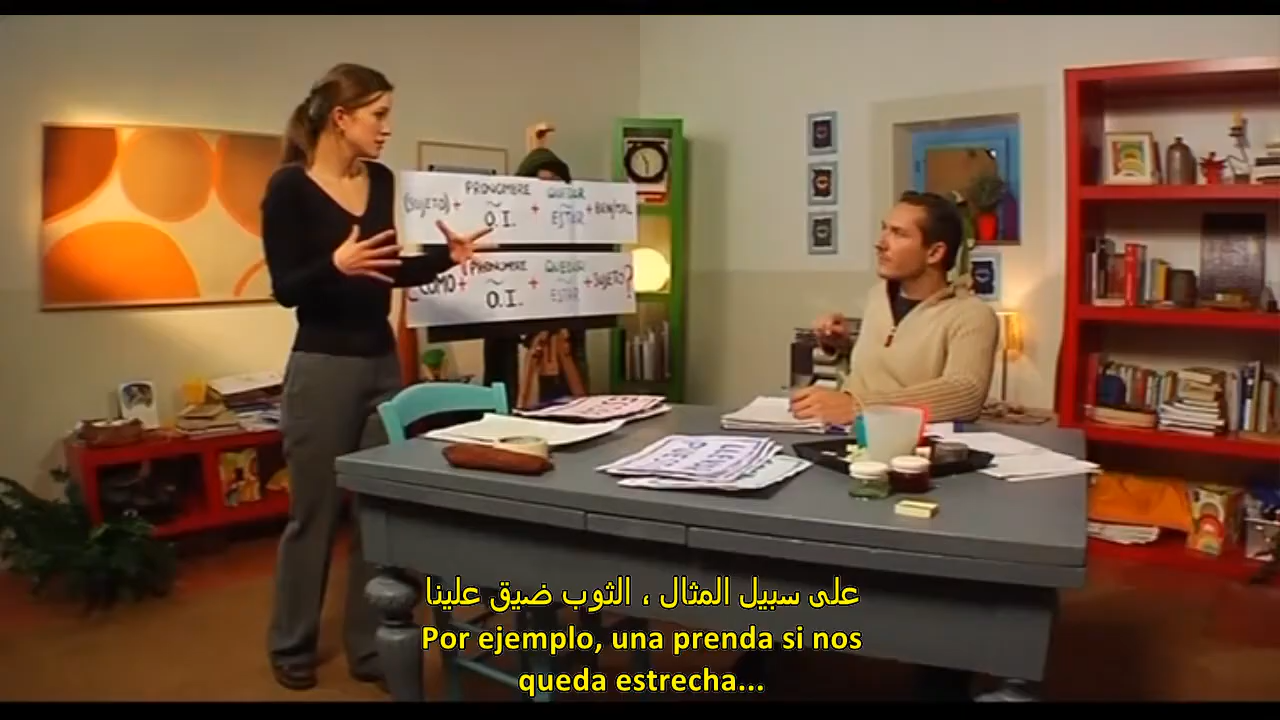 (SUJETO) + PRONOMBRE O.I. + QUEDAR ~ ESTAR + BIEN/MAL
¿CÓMO + PRONOMBRE ~ O.I. + QUEDAR ESTAR + SUJETO?
على سبيل المثال ، الثوب ضيق علينا
Por ejemplo, una prenda si nos
queda estrecha...